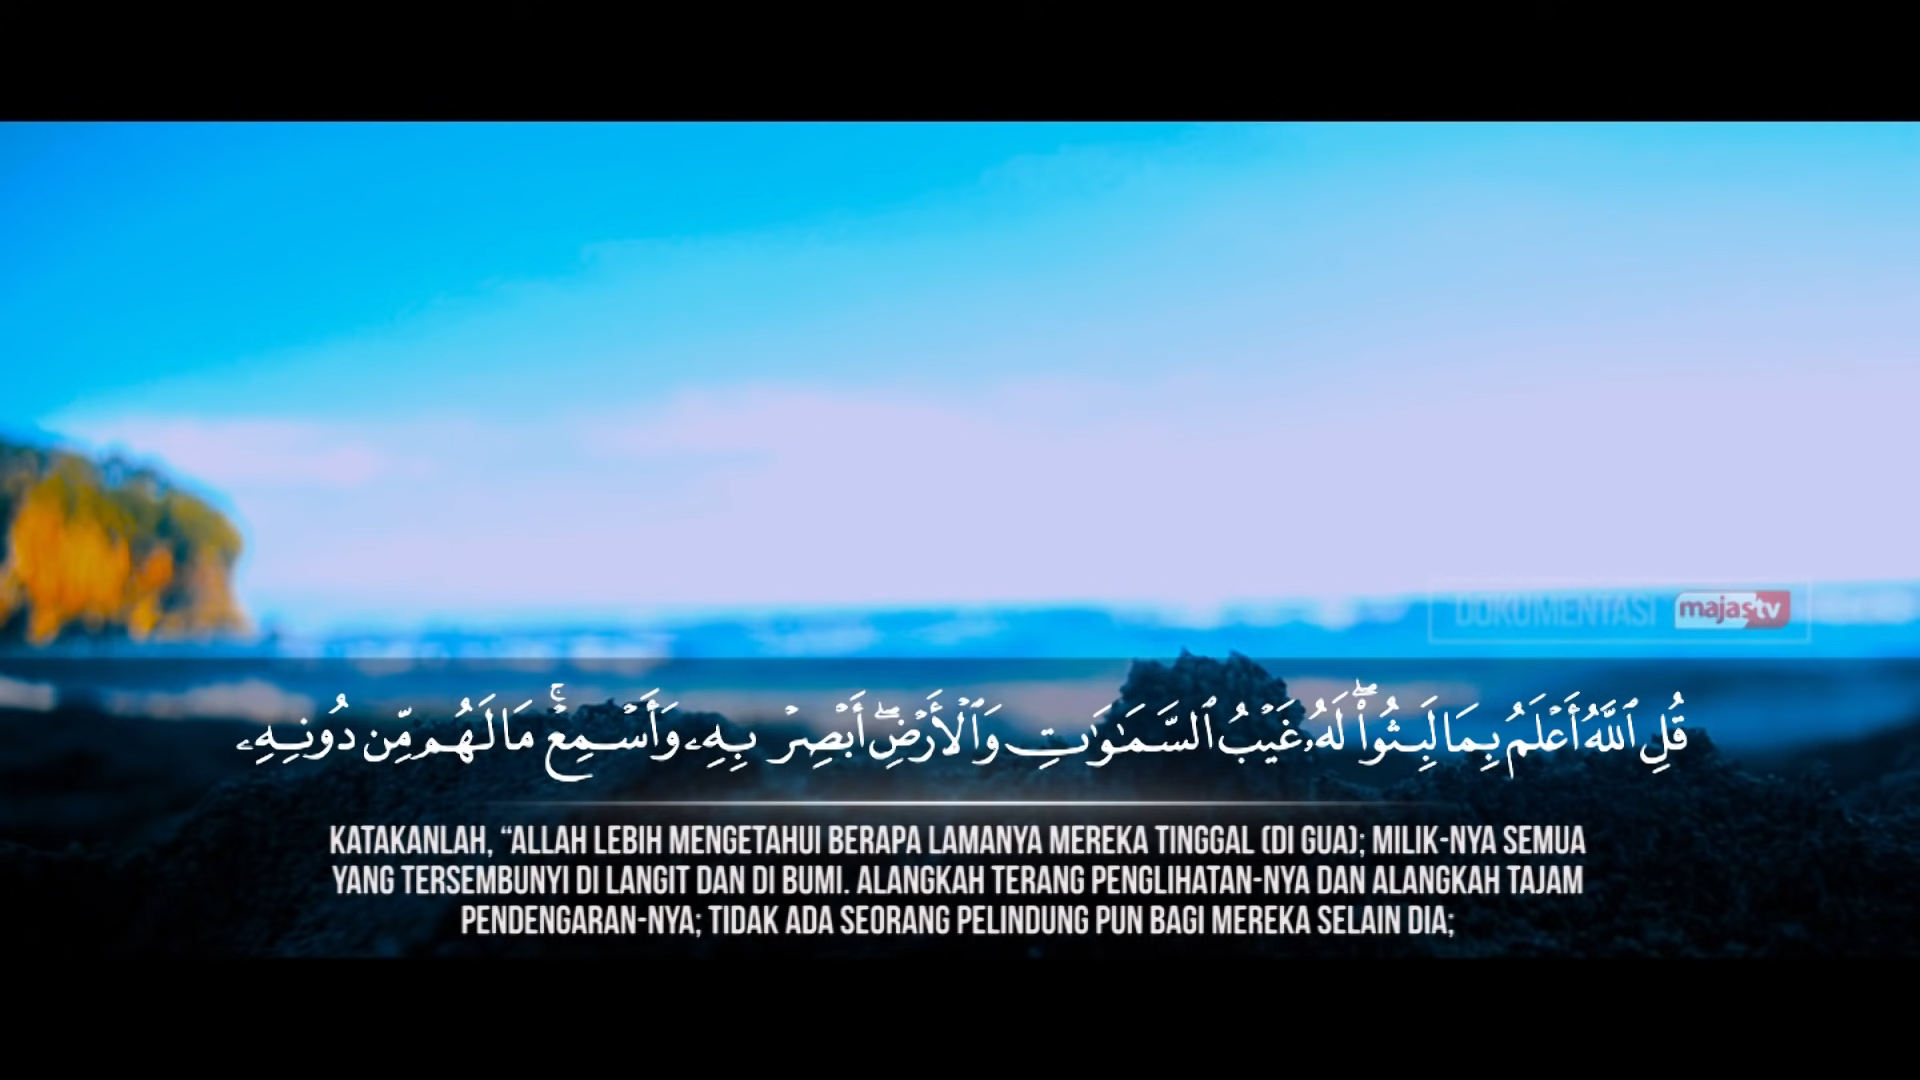 DOKUMENTASI majastv
قُلِ ٱللَّهُ أَعْلَمُ بِمَا لَبِثُوا۟ ۖ لَهُۥ غَيْبُ ٱلسَّمَٰوَٰتِ وَٱلْأَرْضِ ۖ أَبْصِرْ بِهِۦ وَأَسْمِعْ ۚ مَا لَهُم مِّن دُونِهِۦ
KATAKANLAH, “ALLAH LEBIH MENGETAHUI BERAPA LAMANYA MEREKA TINGGAL (DI GUA); MILIK-NYA SEMUA
YANG TERSEMBUNYI DI LANGIT DAN DI BUMI. ALANGKAH TERANG PENGLIHATAN-NYA DAN ALANGKAH TAJAM
PENDENGARAN-NYA; TIDAK ADA SEORANG PELINDUNG PUN BAGI MEREKA SELAIN DIA;